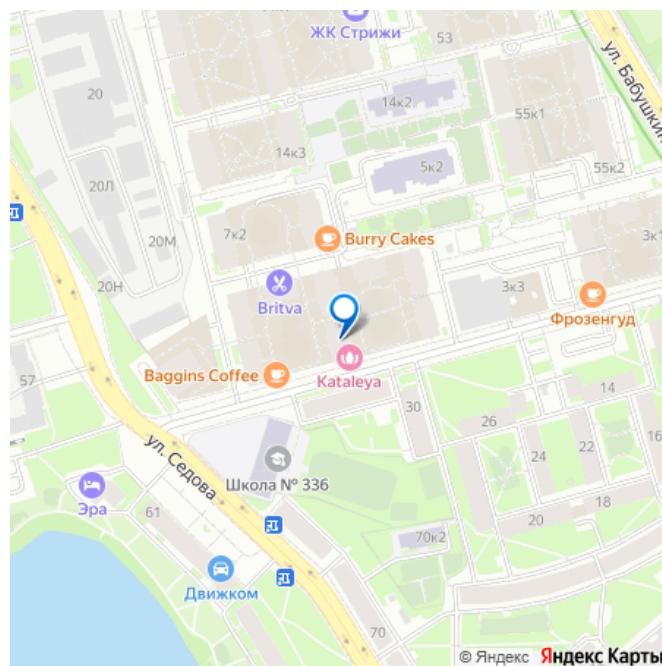 ЖК Стрижи
14к1
53
ул. Бабушкин
20
14к2
55к1
14к3
5к2
55к2
20Л
7к2
Burry Cakes
3к1
20М
20Н
Britva
3к3
Фрозенгуд
57
Baggins Coffee
Kataleya
14
30
26
22
16
24
ул. Седова
Школа № 336
Эра
61
18
20
70к2
Движком
70
© Яндекс Яндекс Карты